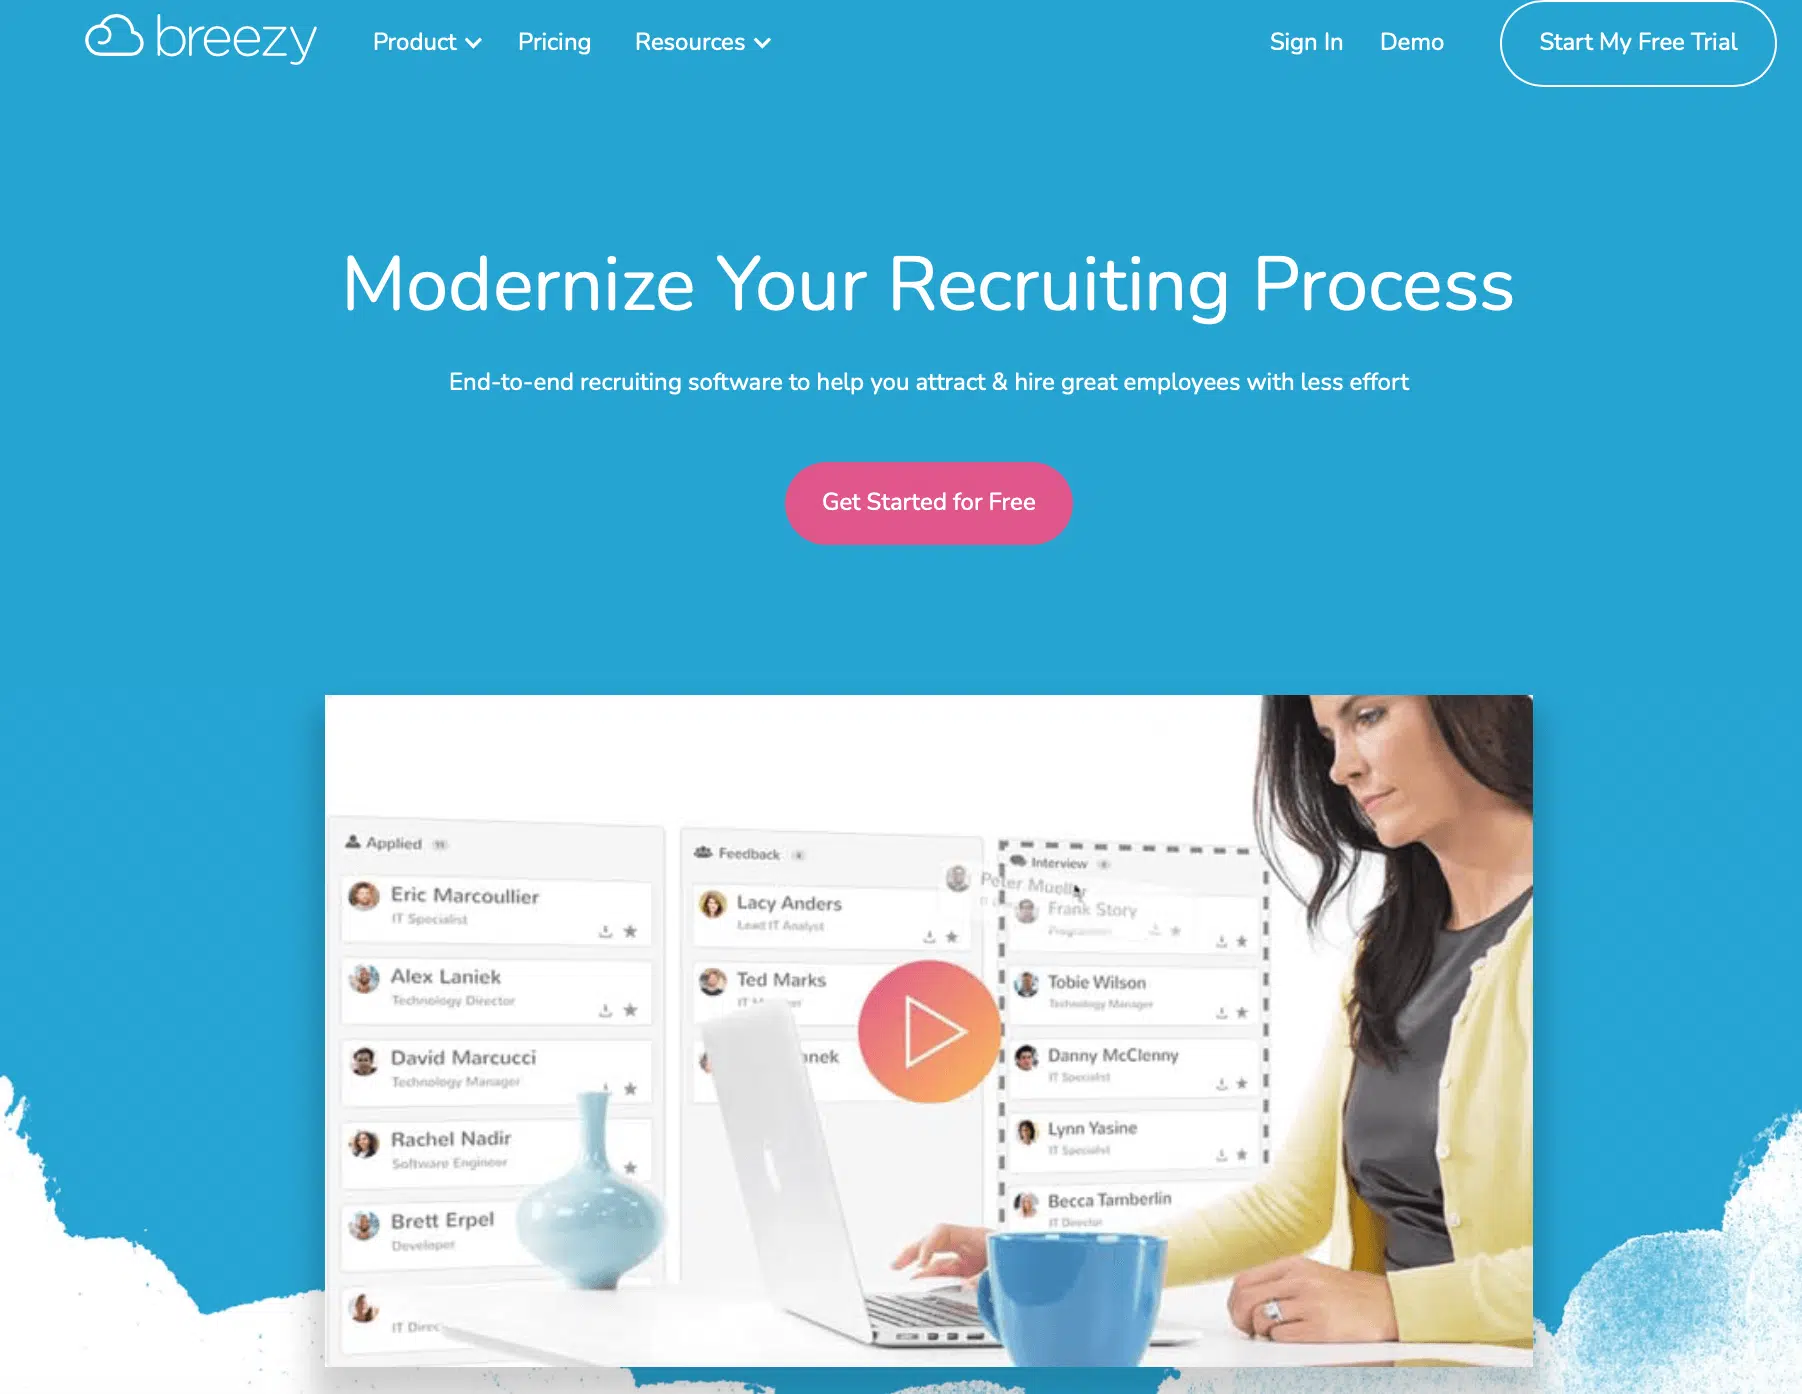 breezy
Product
Pricing
Resources
Sign In
Demo
Start My Free Trial
Modernize Your Recruiting Process
End-to-end recruiting software to help you attract & hire great employees with less effort
Get Started for Free
Applied
Eric Marcoullier
IT Specialist
Alex Laniek
Technology Director
David Marcucci
Technology Manager
Rachel Nadir
Software Engineer
Brett Erpel
Developer
IT Direc
Feedback
Lacy Anders
Lead IT Analyst
Ted Marks
nek
Peter Mueller
Interview
Frank Story
Programmer
Tobie Wilson
Technology Manager
Danny McClenny
IT Specialist
Lynn Yasine
IT Specialist
Becca Tamberlin
IT Director